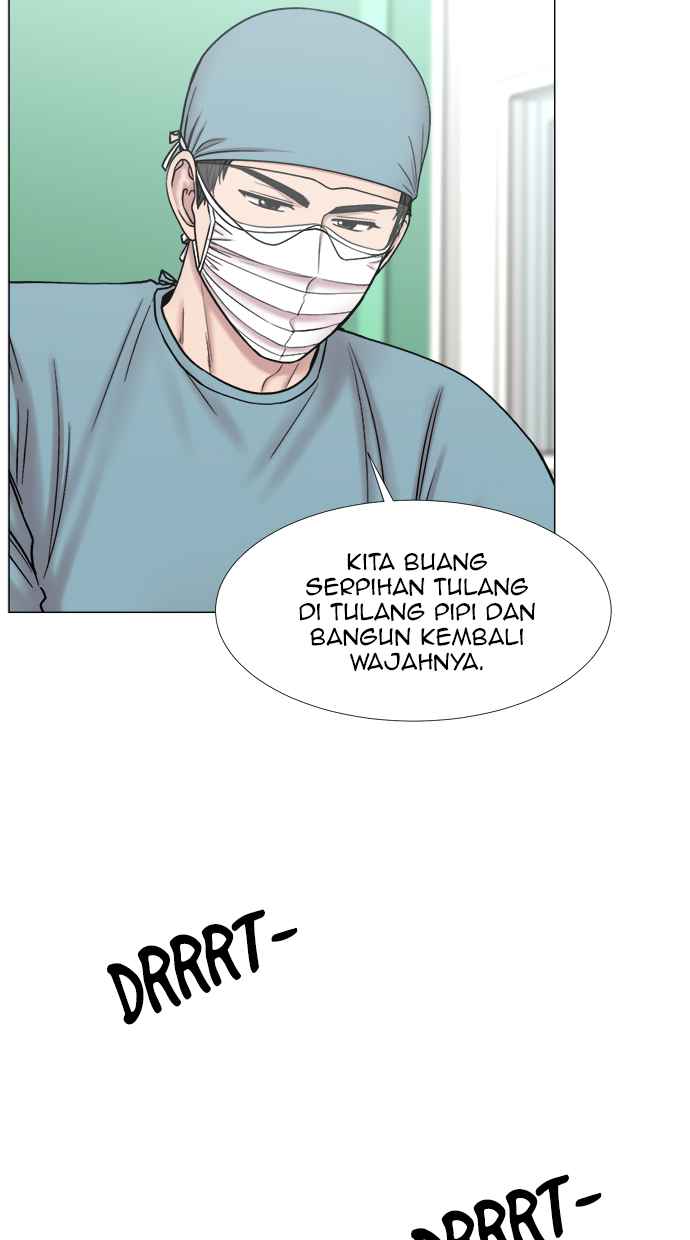 KITA BUANG
SERPIHAN TULANG
DI TULANG PIPI DAN
BANGUN KEMBALI
WAJAHNYA.
DRRRT-
DRRRT-